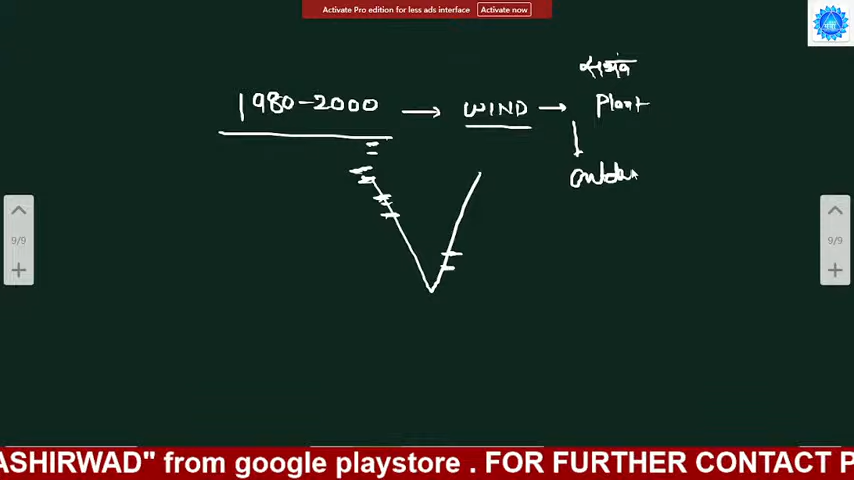 Activate Pro edition for less ads interface Activate now
1980-2000 → WIND → Plant
9/9
9/9
ASHIRWAD" from google playstore . FOR FURTHER CONTACT P